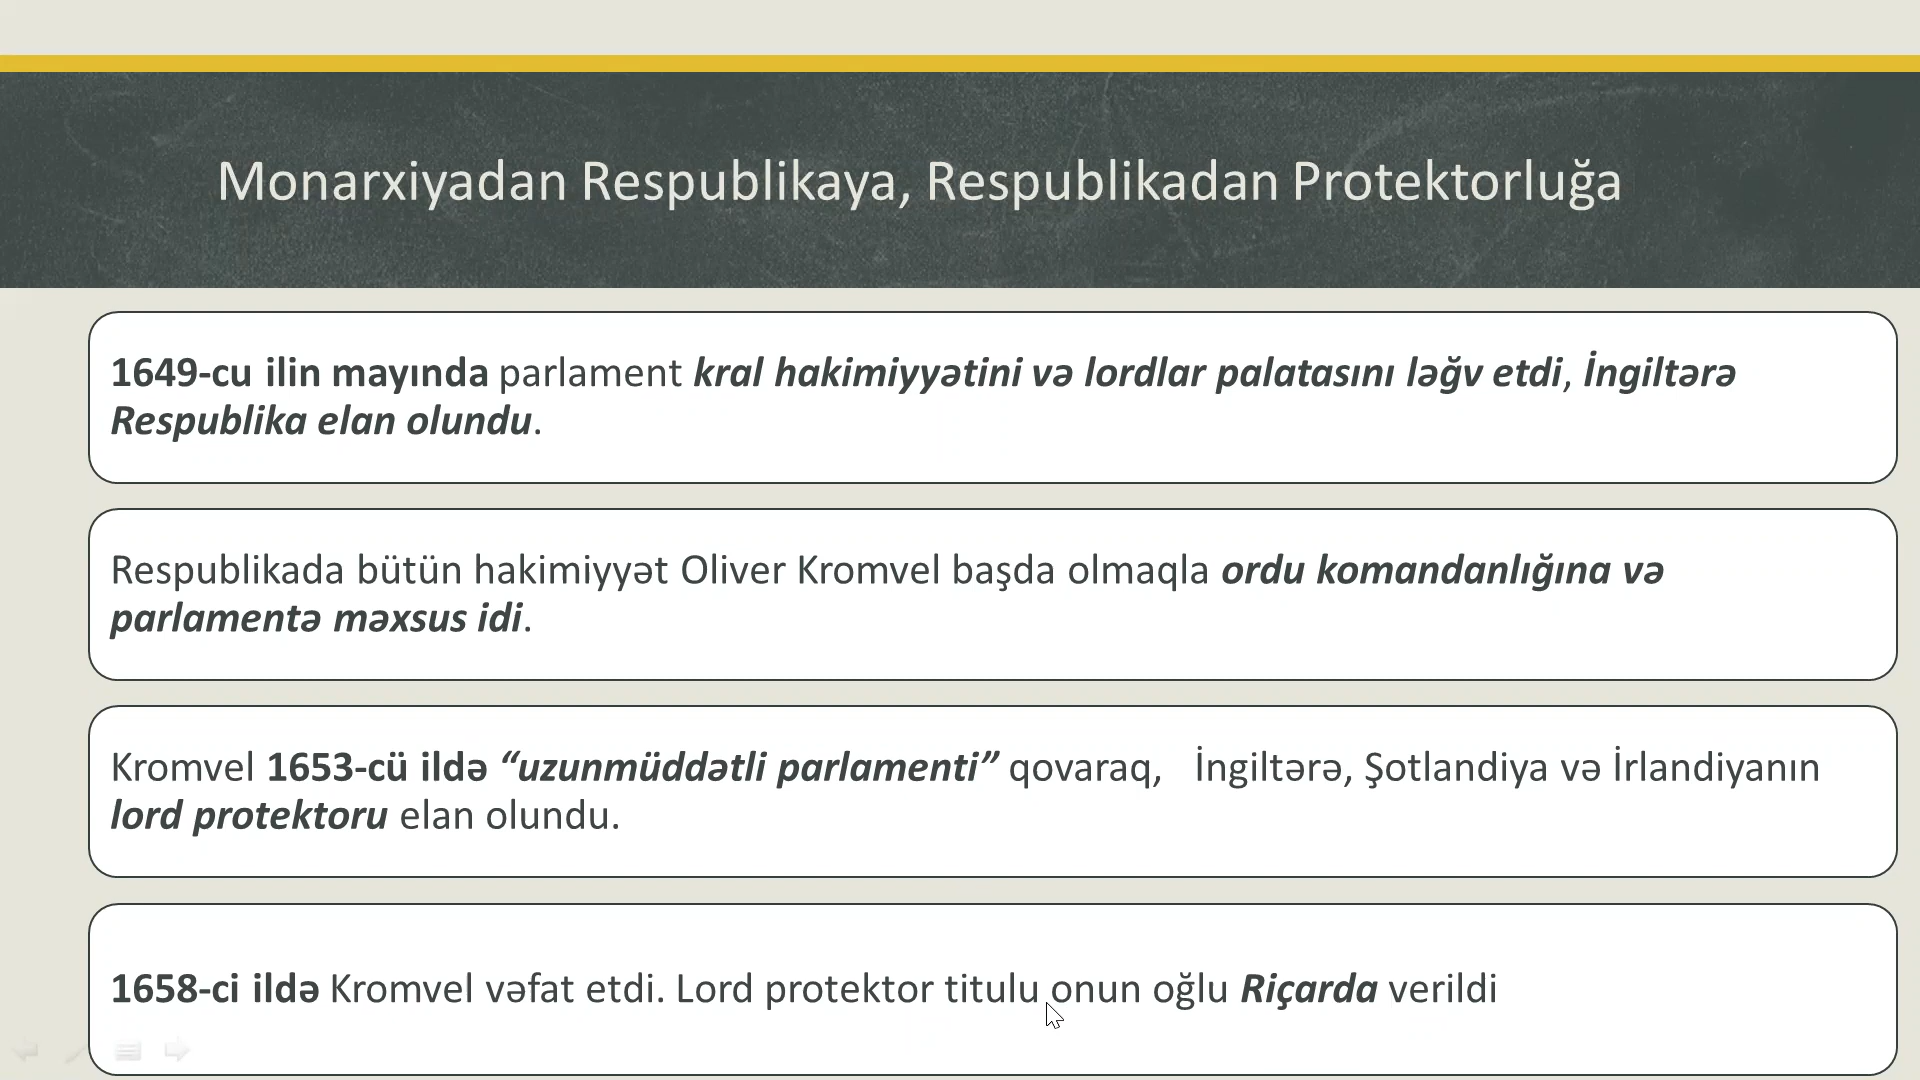 Monarxiyadan Respublikaya, Respublikadan Protektorluğa
1649-cu ilin mayında parlament kral hakimiyyətini və lordlar palatasını ləğv etdi, İngiltərə
Respublika elan olundu.
Respublikada bütün hakimiyyət Oliver Kromvel başda olmaqla ordu komandanlığına və
parlamentə məxsus idi.
Kromvel 1653-cü ildə “uzunmüddətli parlamenti” qovaraq, İngiltərə, Şotlandiya və İrlandiyanın
lord protektoru elan olundu.
1658-ci ildə Kromvel vəfat etdi. Lord protektor titulu onun oğlu Riçarda verildi